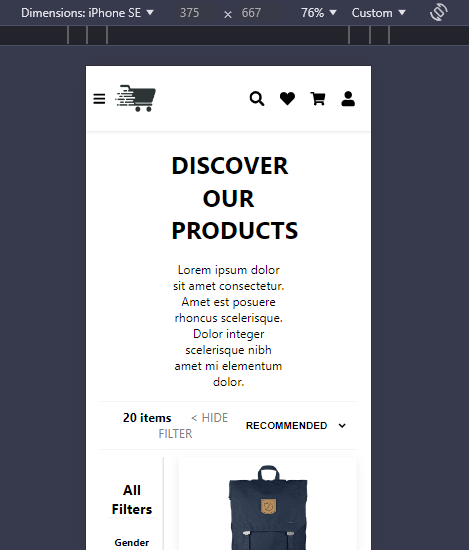 Dimensions: iPhone SE 375 × 667 76% Custom
DISCOVER
OUR
PRODUCTS
Lorem ipsum dolor
sit amet consectetur.
Amet est posuere
rhoncus scelerisque.
Dolor integer
scelerisque nibh
amet mi elementum
dolor.
20 items < HIDE
FILTER
RECOMMENDED
All
Filters
Gender